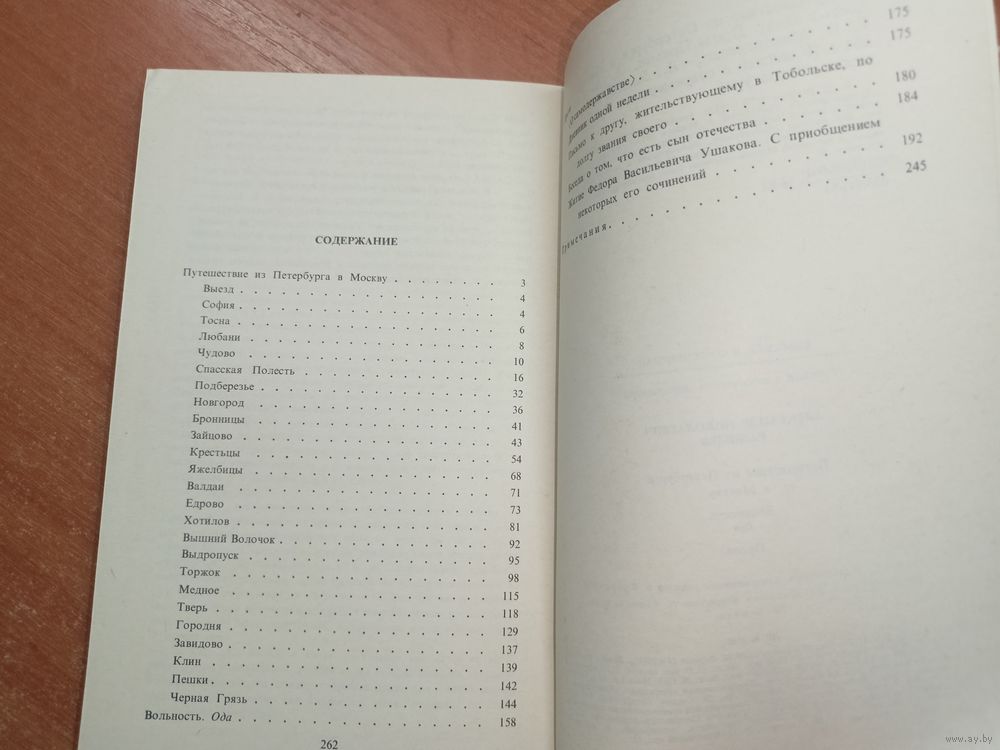 СОДЕРЖАНИЕ
Путешествие из Петербурга в Москву . . . . . . . . 3
Выезд . . . . . . . . . . . . . . . . . . . 4
София . . . . . . . . . . . . . . . . . . . 4
Тосна . . . . . . . . . . . . . . . . . . . 6
Любани . . . . . . . . . . . . . . . . . . 8
Чудово . . . . . . . . . . . . . . . . . . 10
Спасская Полесть . . . . . . . . . . . . . 16
Подберезье . . . . . . . . . . . . . . . . 32
Новгород . . . . . . . . . . . . . . . . . 36
Бронницы . . . . . . . . . . . . . . . . . 41
Зайцово . . . . . . . . . . . . . . . . . . 43
Крестьцы . . . . . . . . . . . . . . . . . 54
Яжелбицы . . . . . . . . . . . . . . . . . 68
Валдаи . . . . . . . . . . . . . . . . . . 71
Едрово . . . . . . . . . . . . . . . . . . 73
Хотилов . . . . . . . . . . . . . . . . . . 81
Вышний Волочок . . . . . . . . . . . . . . 92
Выдропуск . . . . . . . . . . . . . . . . . 95
Торжок . . . . . . . . . . . . . . . . . . 98
Медное . . . . . . . . . . . . . . . . . . 115
Тверь . . . . . . . . . . . . . . . . . . . 118
Городня . . . . . . . . . . . . . . . . . . 129
Завидово . . . . . . . . . . . . . . . . . 137
Клин . . . . . . . . . . . . . . . . . . . 139
Пешки . . . . . . . . . . . . . . . . . . . 142
Черная Грязь . . . . . . . . . . . . . . . 144
Вольность. Ода . . . . . . . . . . . . . . . 158
262
О самодержавстве) . . . . . . . . . . . . 175
Дневник одной недели . . . . . . . . . . 175
Письмо к другу, жительствующему в Тобольске, по
долгу звания своего . . . . . . . . . . 180
Беседа о том, что есть сын отечества . . . . 184
Житие Федора Васильевича Ушакова. С приобщением
некоторых его сочинений . . . . . . . . 192
Примечания . . . . . . . . . . . . . . . 245
www.ay.by